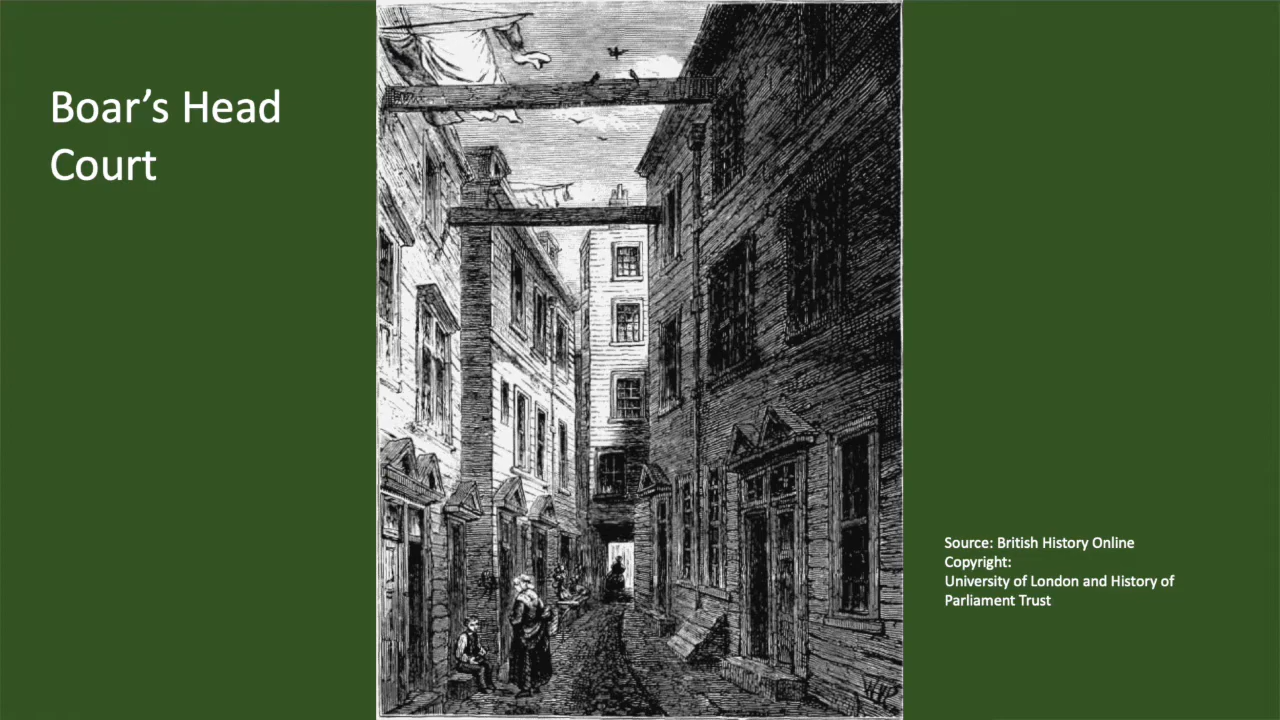 Boar’s Head
Court
Source: British History Online
Copyright:
University of London and History of
Parliament Trust